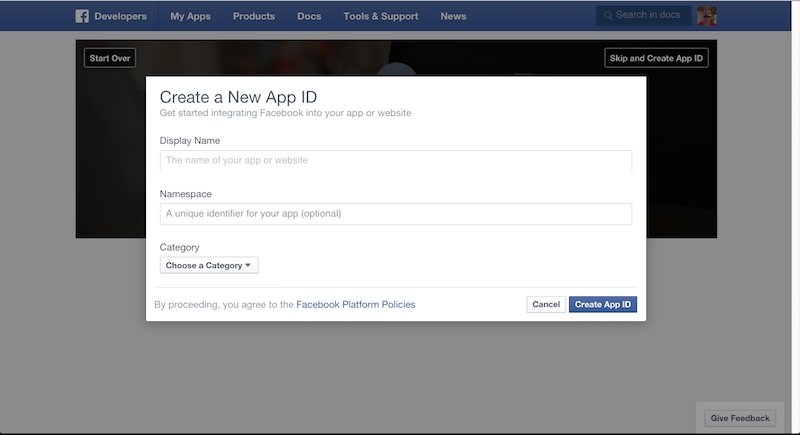 Developers My Apps Products Docs Tools & Support News Search in docs
Start Over Skip and Create App ID
Create a New App ID
Get started integrating Facebook into your app or website
Display Name
The name of your app or website
Namespace
A unique identifier for your app (optional)
Category
Choose a Category
By proceeding, you agree to the Facebook Platform Policies Cancel Create App ID
Give Feedback